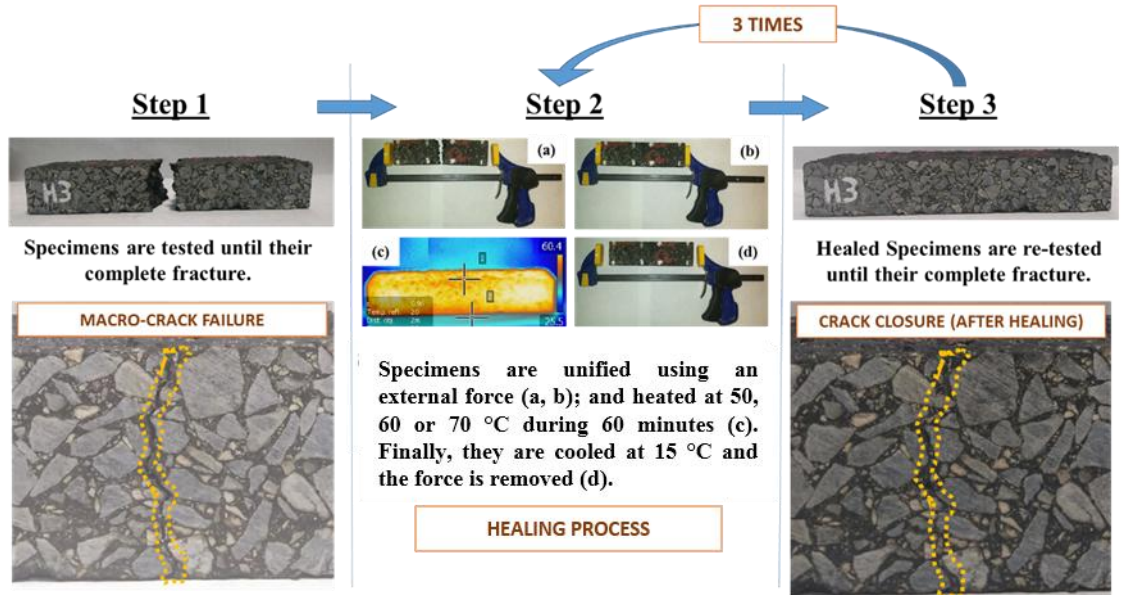 3 TIMES
Step 1
Step 2
Step 3
H3
(a)
(b)
(c)
60.4
25.5
(d)
H3
Specimens are tested until their
complete fracture.
Healed Specimens are re-tested
until their complete fracture.
MACRO-CRACK FAILURE
CRACK CLOSURE (AFTER HEALING)
Specimens are unified using an
external force (a, b); and heated at 50,
60 or 70 °C during 60 minutes (c).
Finally, they are cooled at 15 °C and
the force is removed (d).
HEALING PROCESS